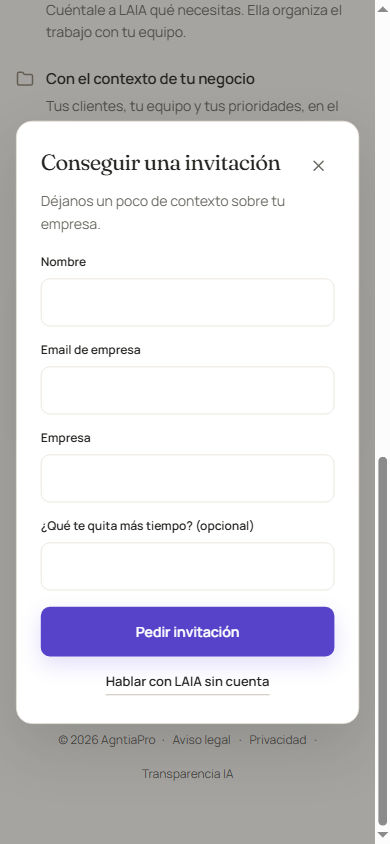 Cuéntale a LAIA qué necesitas. Ella organiza el
trabajo con tu equipo.
Con el contexto de tu negocio
Tus clientes, tu equipo y tus prioridades, en el
Conseguir una invitación
Déjanos un poco de contexto sobre tu
empresa.
Nombre
Email de empresa
Empresa
¿Qué te quita más tiempo? (opcional)
Pedir invitación
Hablar con LAIA sin cuenta
© 2026 AgntiaPro · Aviso legal · Privacidad ·
Transparencia IA